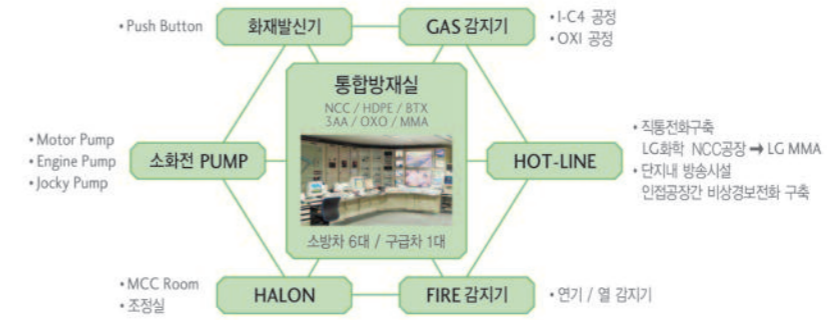 • Push Button
화재발신기
GAS 감지기
• I-C4 공정
• OXI 공정
통합방재실
NCC / HDPE / BTX
3AA / OXO / MMA
• Motor Pump
• Engine Pump
• Jocky Pump
소화전 PUMP
HOT-LINE
• 직통전화구축
LG화학 NCC공장 → LG MMA
• 단지내 방송시설
인접공장간 비상경보전화 구축
소방차 6대 / 구급차 1대
• MCC Room
• 조정실
HALON
FIRE 감지기
• 연기 / 열 감지기